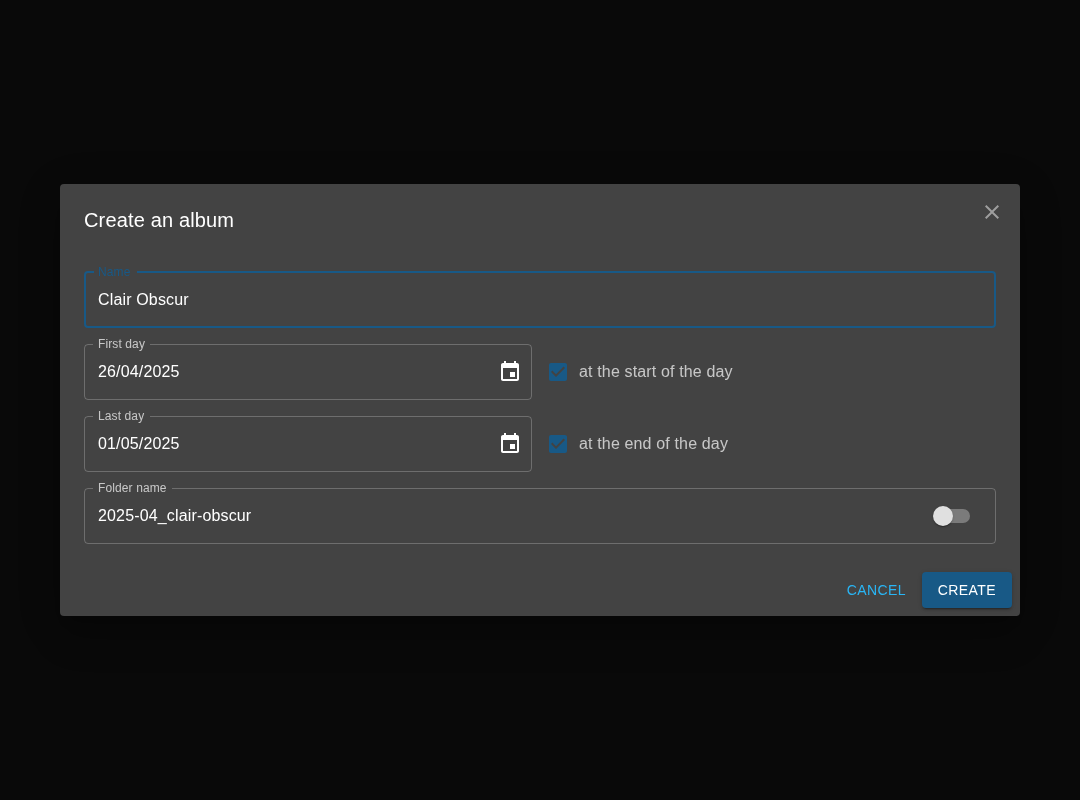 Create an album
Name
Clair Obscur
First day
26/04/2025
at the start of the day
Last day
01/05/2025
at the end of the day
Folder name
2025-04_clair-obscur
CANCEL
CREATE